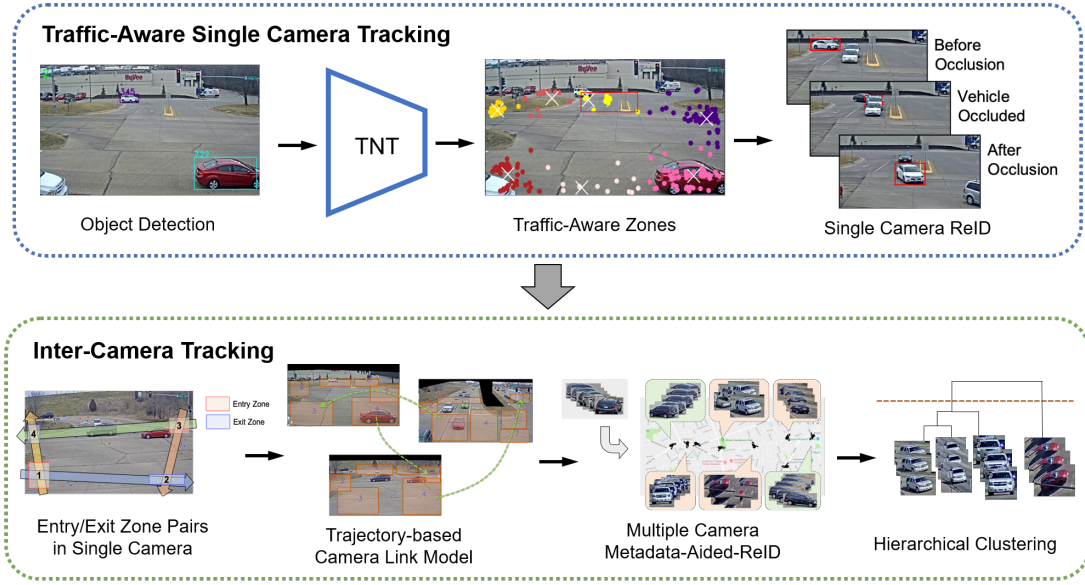 Traffic-Aware Single Camera Tracking
HyVee
TNT
Before
Occlusion
Vehicle
Occluded
After
Occlusion
Object Detection
Traffic-Aware Zones
Single Camera ReID
Inter-Camera Tracking
Entry Zone
Exit Zone
4
3
1
2
Entry/Exit Zone Pairs
in Single Camera
Trajectory-based
Camera Link Model
Multiple Camera
Metadata-Aided-ReID
Hierarchical Clustering